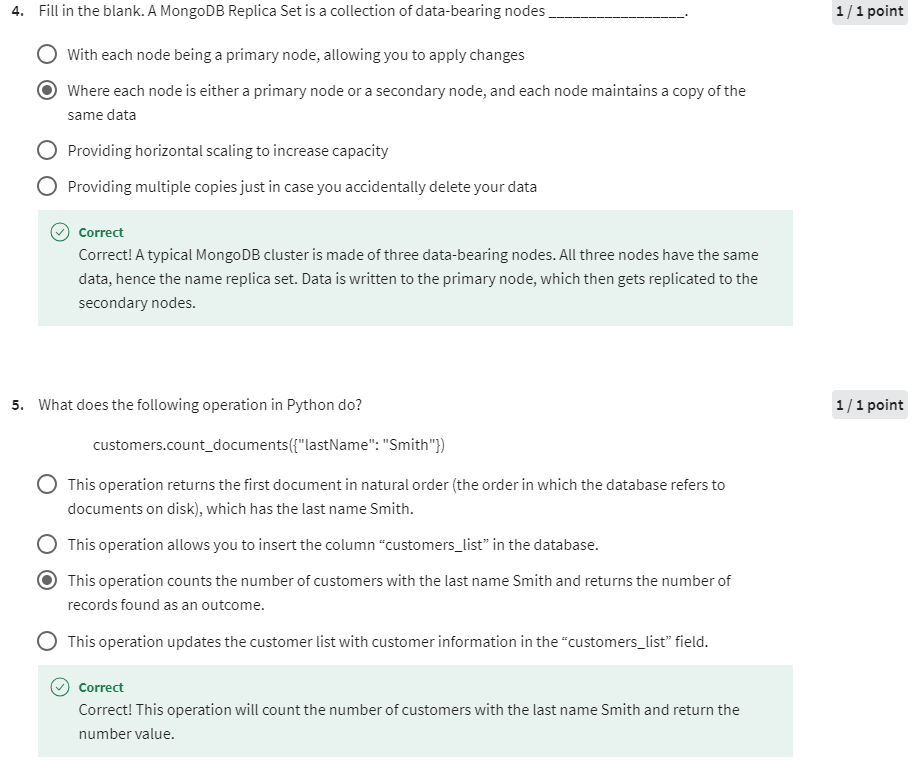 4. Fill in the blank. A MongoDB Replica Set is a collection of data-bearing nodes _________________.
1 / 1 point
With each node being a primary node, allowing you to apply changes
Where each node is either a primary node or a secondary node, and each node maintains a copy of the
same data
Providing horizontal scaling to increase capacity
Providing multiple copies just in case you accidentally delete your data
Correct
Correct! A typical MongoDB cluster is made of three data-bearing nodes. All three nodes have the same
data, hence the name replica set. Data is written to the primary node, which then gets replicated to the
secondary nodes.
5. What does the following operation in Python do?
1 / 1 point
customers.count_documents({"lastName": "Smith"})
This operation returns the first document in natural order (the order in which the database refers to
documents on disk), which has the last name Smith.
This operation allows you to insert the column “customers_list” in the database.
This operation counts the number of customers with the last name Smith and returns the number of
records found as an outcome.
This operation updates the customer list with customer information in the “customers_list” field.
Correct
Correct! This operation will count the number of customers with the last name Smith and return the
number value.